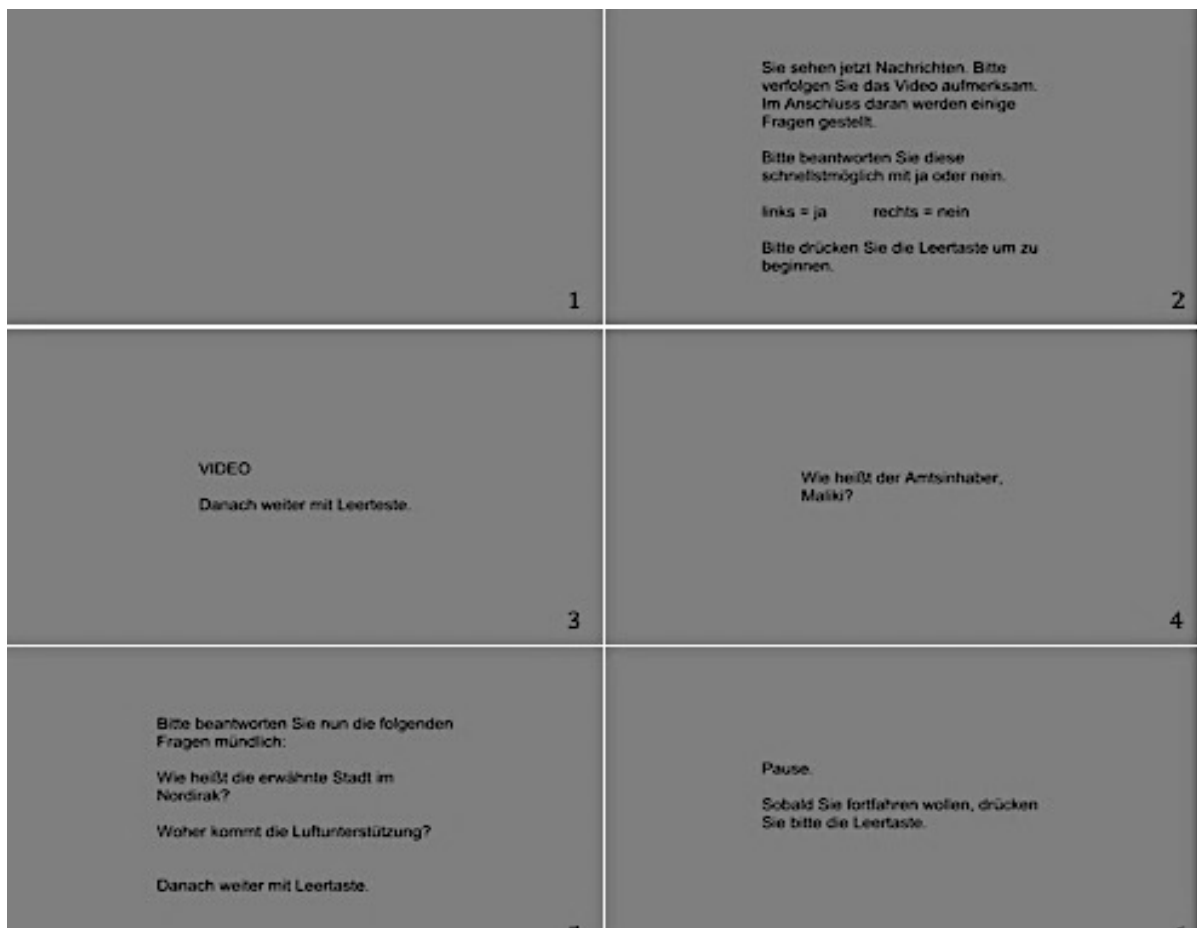 1
Sie sehen jetzt Nachrichten. Bitte
verfolgen Sie das Video aufmerksam.
Im Anschluss daran werden einige
Fragen gestellt.
Bitte beantworten Sie diese
schnellstmöglich mit ja oder nein.
links = ja rechts = nein
Bitte drücken Sie die Leertaste um zu
beginnen.
2
VIDEO
Danach weiter mit Leerteste.
3
Wie heißt der Amtsinhaber,
Maliki?
4
Bitte beantworten Sie nun die folgenden
Fragen mündlich:
Wie heißt die erwähnte Stadt im
Nordirak?
Woher kommt die Luftunterstützung?
Danach weiter mit Leertaste.
Pause.
Sobald Sie fortfahren wollen, drücken
Sie bitte die Leertaste.